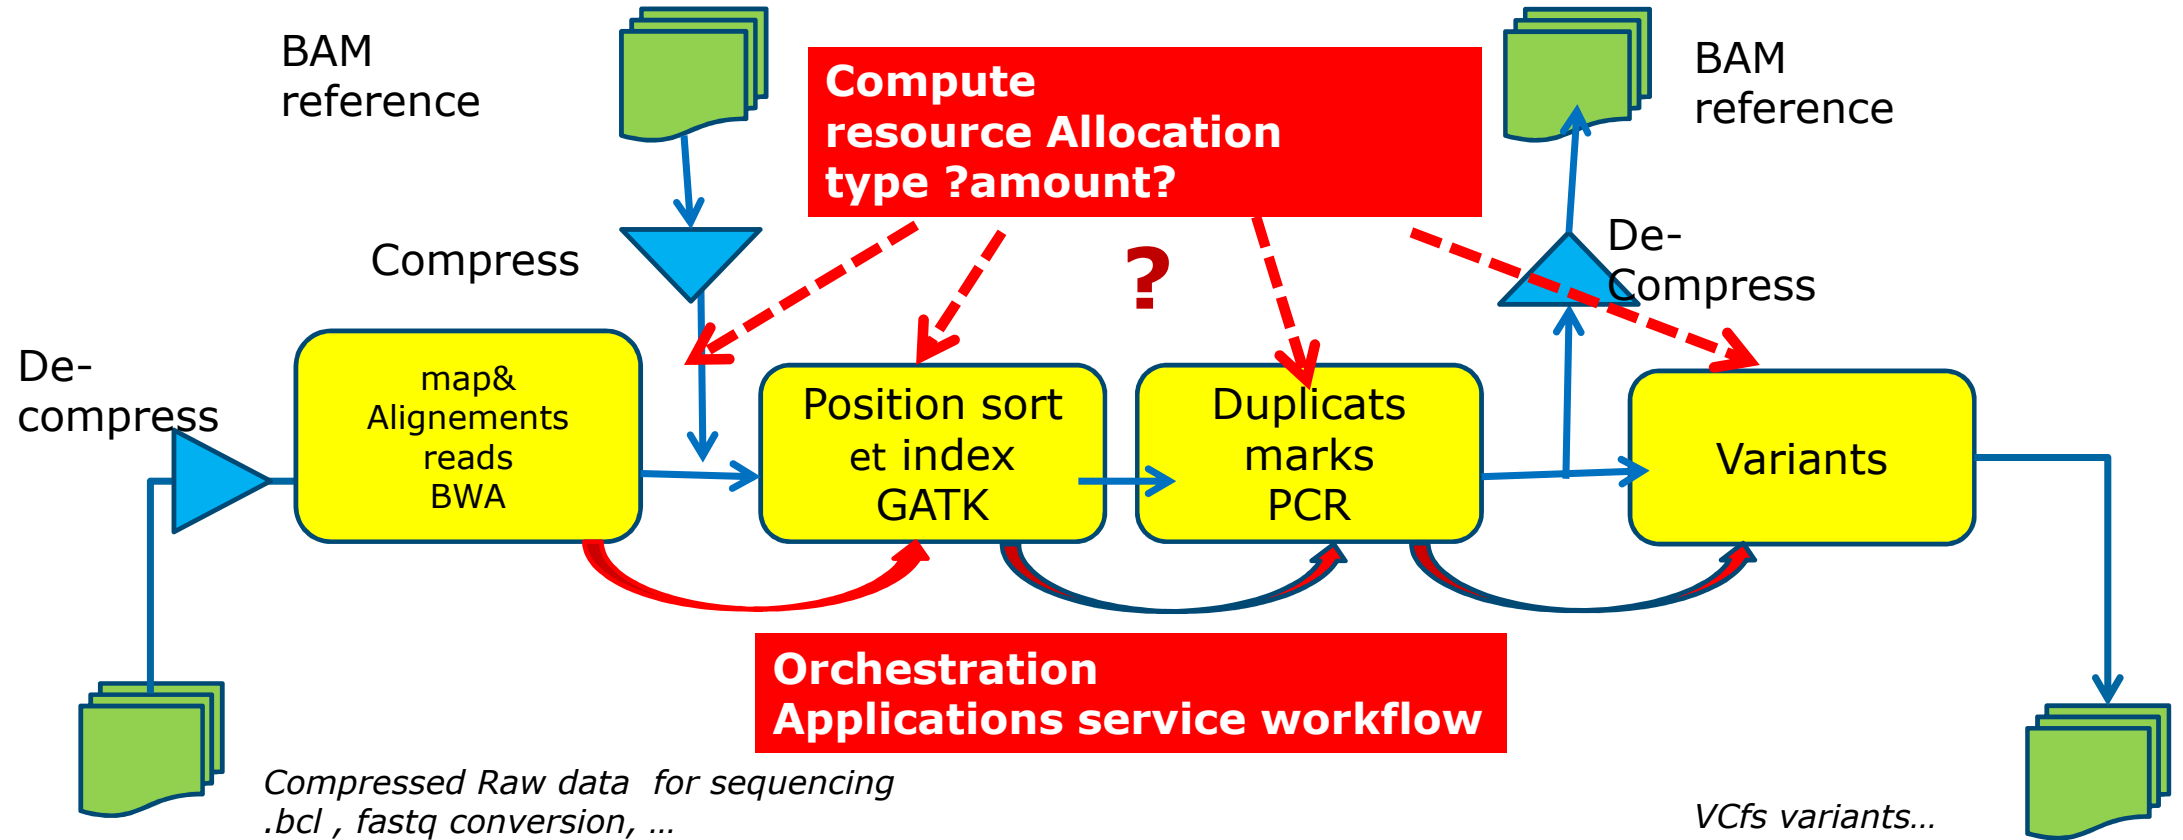 BAM
reference
Compute
resource Allocation
type ?amount?
BAM
reference
Compress
?
De-
Compress
De-
compress
map&
Alignements
reads
BWA
Position sort
et index
GATK
Duplicats
marks
PCR
Variants
Orchestration
Applications service workflow
Compressed Raw data  for sequencing
.bcl , fastq conversion, …
VCfs variants…